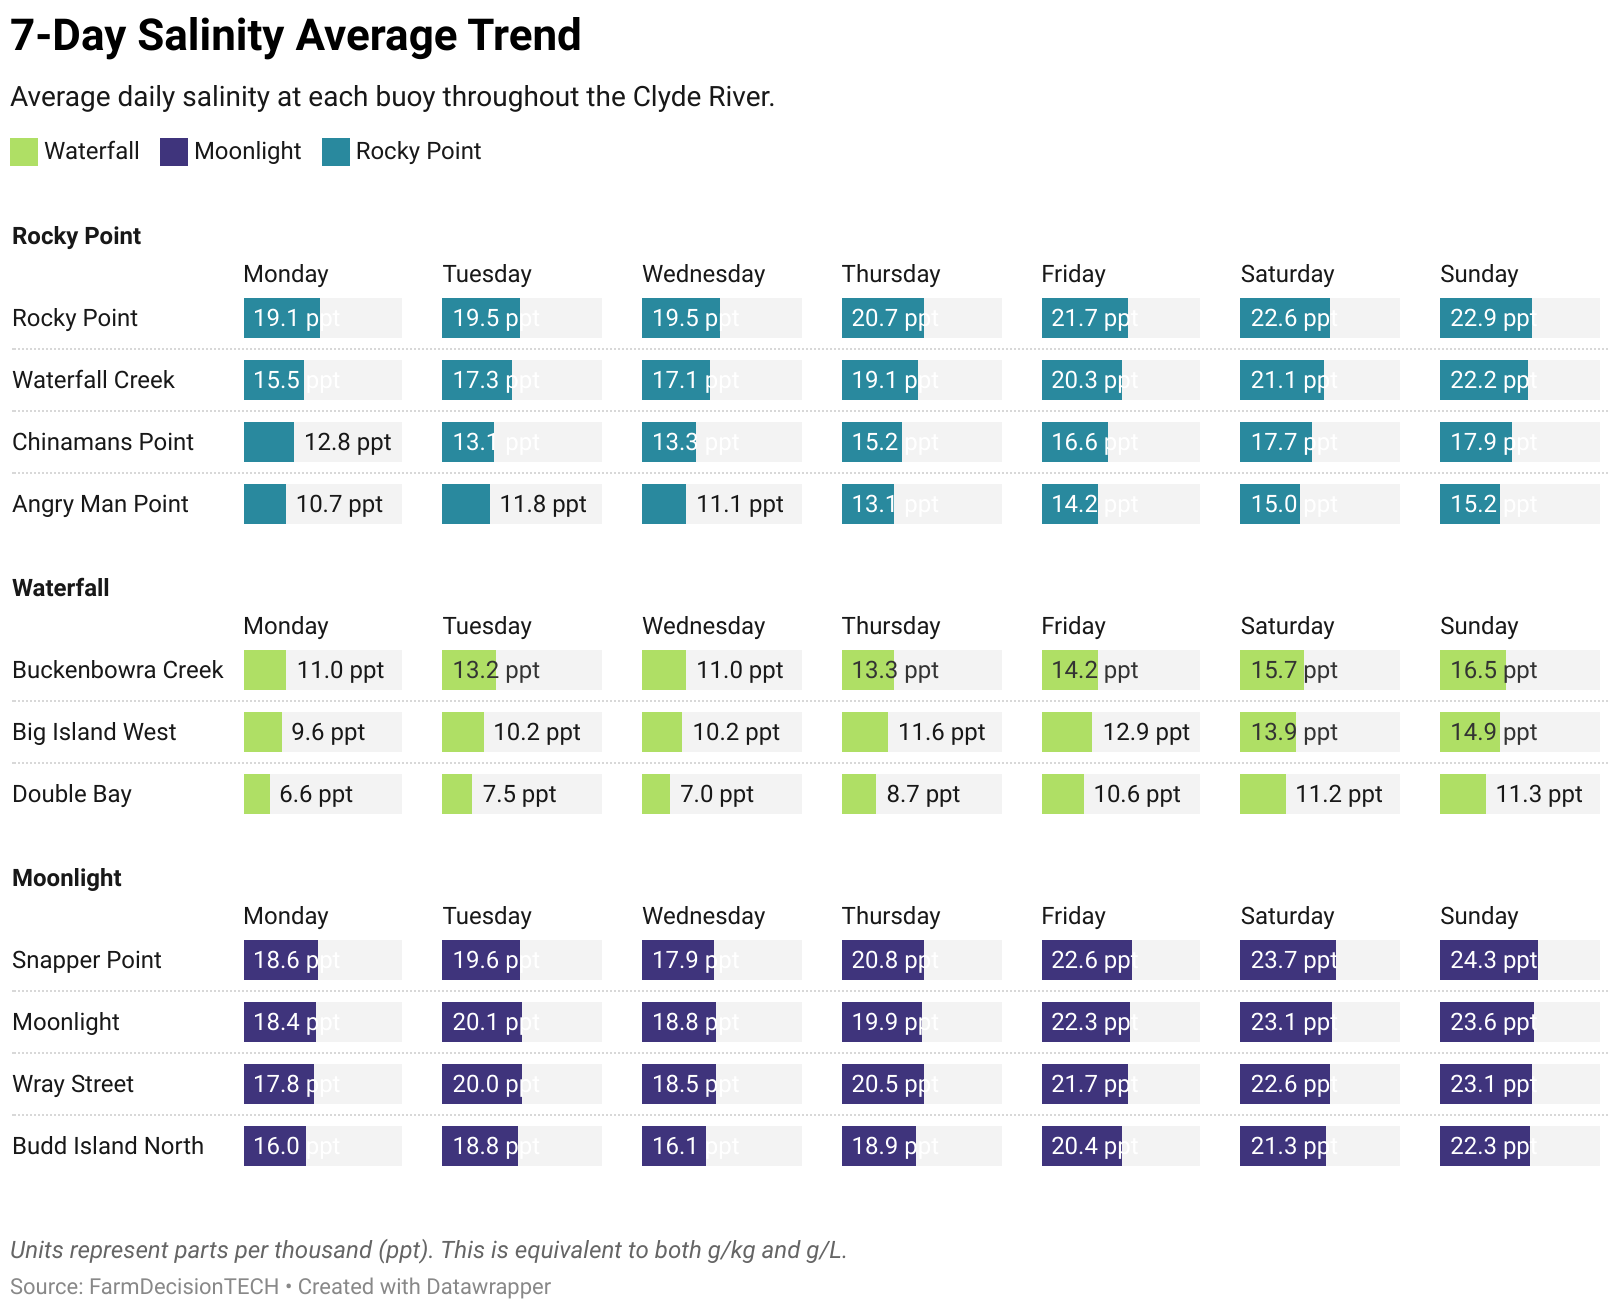 7-Day Salinity Average Trend
Average daily salinity at each buoy throughout the Clyde River.
Waterfall Moonlight Rocky Point
Rocky Point
Monday Tuesday Wednesday Thursday Friday Saturday Sunday
Rocky Point 19.1 ppt 19.5 ppt 19.5 ppt 20.7 ppt 21.7 ppt 22.6 ppt 22.9 ppt
Waterfall Creek 15.5 ppt 17.3 ppt 17.1 ppt 19.1 ppt 20.3 ppt 21.1 ppt 22.2 ppt
Chinamans Point 12.8 ppt 13.1 ppt 13.3 ppt 15.2 ppt 16.6 ppt 17.7 ppt 17.9 ppt
Angry Man Point 10.7 ppt 11.8 ppt 11.1 ppt 13.1 ppt 14.2 ppt 15.0 ppt 15.2 ppt
Waterfall
Monday Tuesday Wednesday Thursday Friday Saturday Sunday
Buckenbowra Creek 11.0 ppt 13.2 ppt 11.0 ppt 13.3 ppt 14.2 ppt 15.7 ppt 16.5 ppt
Big Island West 9.6 ppt 10.2 ppt 10.2 ppt 11.6 ppt 12.9 ppt 13.9 ppt 14.9 ppt
Double Bay 6.6 ppt 7.5 ppt 7.0 ppt 8.7 ppt 10.6 ppt 11.2 ppt 11.3 ppt
Moonlight
Monday Tuesday Wednesday Thursday Friday Saturday Sunday
Snapper Point 18.6 ppt 19.6 ppt 17.9 ppt 20.8 ppt 22.6 ppt 23.7 ppt 24.3 ppt
Moonlight 18.4 ppt 20.1 ppt 18.8 ppt 19.9 ppt 22.3 ppt 23.1 ppt 23.6 ppt
Wray Street 17.8 ppt 20.0 ppt 18.5 ppt 20.5 ppt 21.7 ppt 22.6 ppt 23.1 ppt
Budd Island North 16.0 ppt 18.8 ppt 16.1 ppt 18.9 ppt 20.4 ppt 21.3 ppt 22.3 ppt
Units represent parts per thousand (ppt). This is equivalent to both g/kg and g/L.
Source: FarmDecisionTECH • Created with Datawrapper